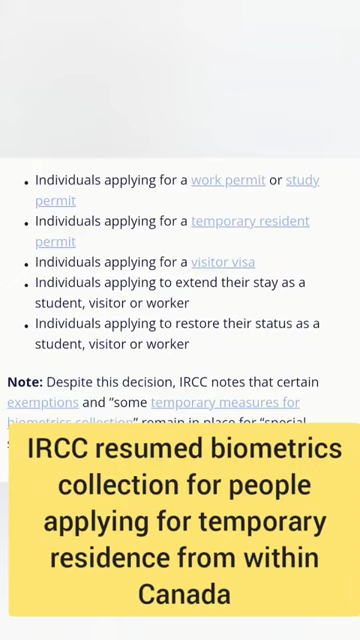 • Individuals applying for a work permit or study
permit
• Individuals applying for a temporary resident
permit
• Individuals applying for a visitor visa
• Individuals applying to extend their stay as a
student, visitor or worker
• Individuals applying to restore their status as a
student, visitor or worker
Note: Despite this decision, IRCC notes that certain
exemptions and “some temporary measures for
biometrics collection” remain in place for “special
IRCC resumed biometrics
collection for people
applying for temporary
residence from within
Canada